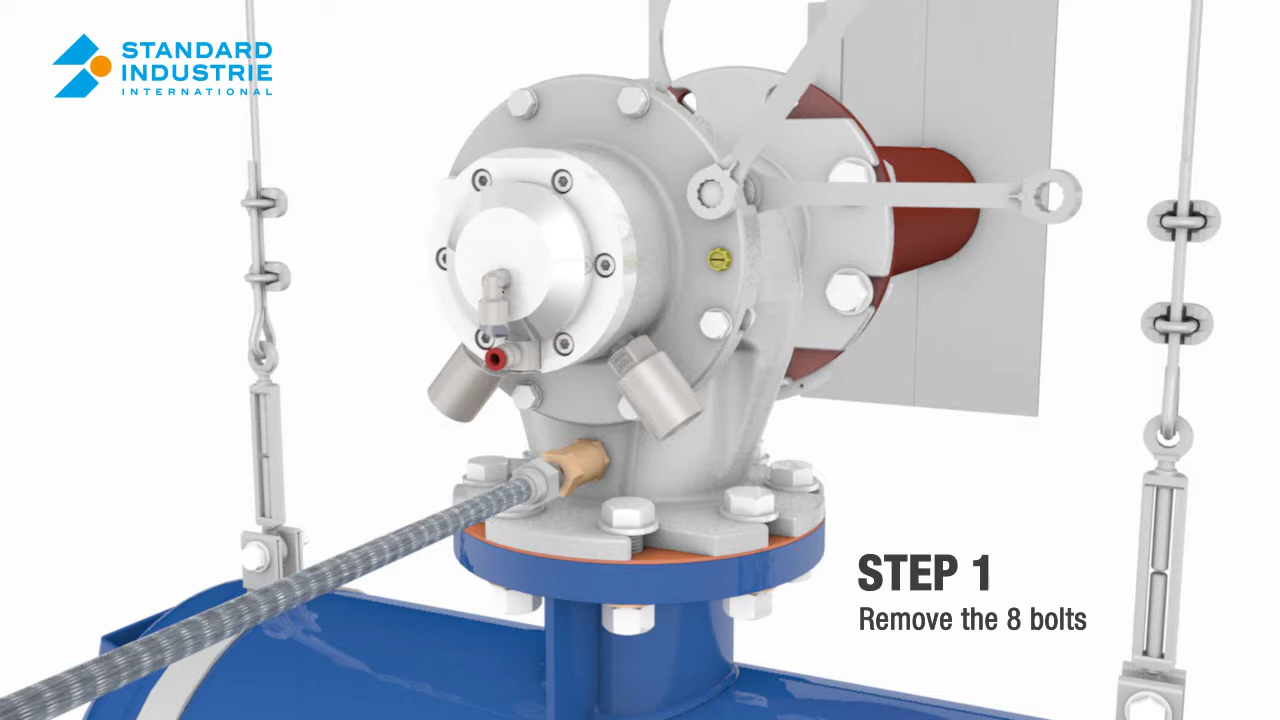 STANDARD
INDUSTRIE
INTERNATIONAL
STEP 1
Remove the 8 bolts